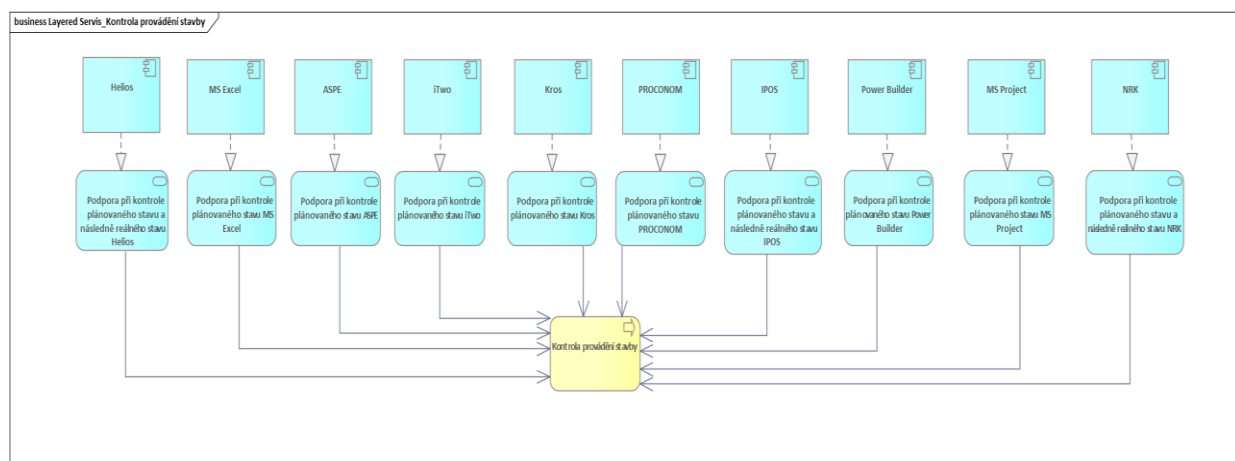 business Layered Servis_Kontrola provádění stavby
Helios
MS Excel
ASPE
iTwo
Kros
PROCONOM
IPOS
Power Builder
MS Project
NRK
Podpora při kontrole
plánovaného stavu a
následně reálného stavu
Helios
Podpora při kontrole
plánovaného stavu MS
Excel
Podpora při kontrole
plánovaného stavu ASPE
Podpora při kontrole
plánovaného stavu iTwo
Podpora při kontrole
plánovaného stavu Kros
Podpora při kontrole
plánovaného stavu
PROCONOM
Podpora při kontrole
plánovaného stavu a
následně reálného stavu
IPOS
Podpora při kontrole
plánovaného stavu Power
Builder
Podpora při kontrole
plánovaného stavu MS
Project
Podpora při kontrole
plánovaného stavu a
následně reálného stavu NRK
Kontrola provádění stavby